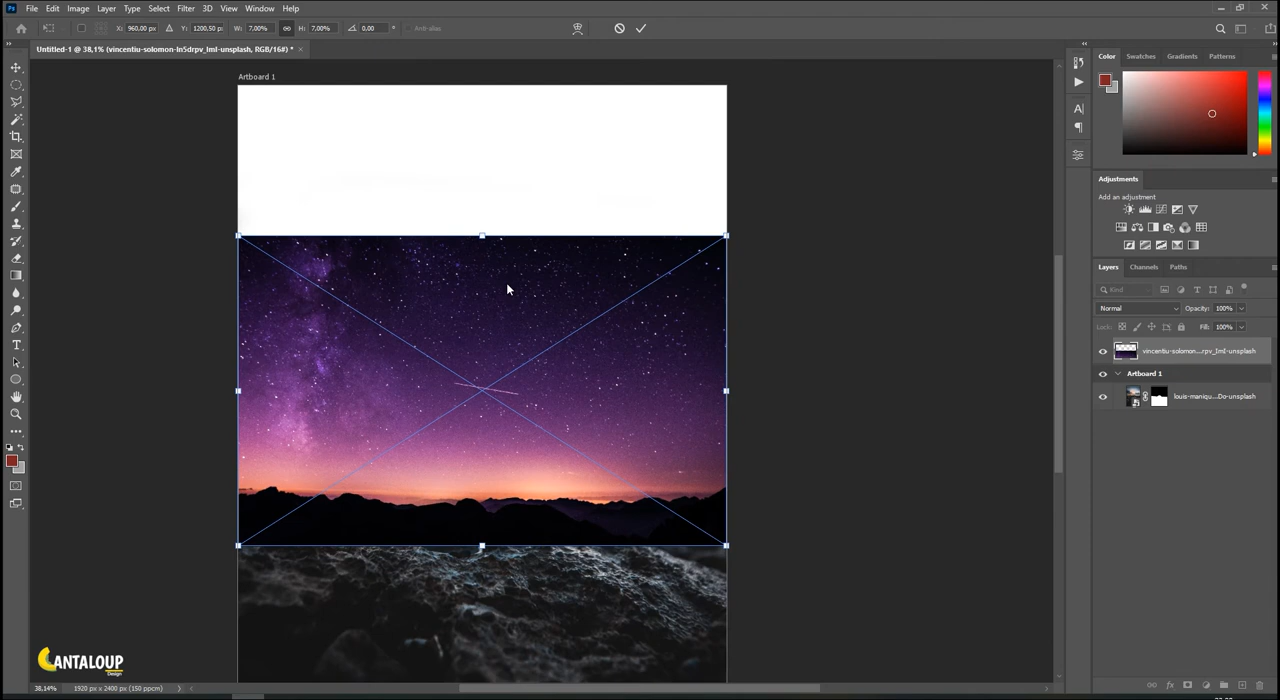 Ps File Edit Image Layer Type Select Filter 3D View Window Help
X: 960,00 px Y: 1200,50 px W: 7,00% H: 7,00% 0,00 ° Anti-alias
Untitled-1 @ 38,1% (vincentiu-solomon-ln5drpv_ImI-unsplash, RGB/16#) * ×
Artboard 1
Color Swatches Gradients Patterns
Adjustments
Add an adjustment
Layers Channels Paths
Kind
Normal Opacity: 100%
Lock: Fill: 100%
vincentiu-solomon...rpv_ImI-unsplash
Artboard 1
louis-maniqu...Do-unsplash
CANTALOUP
Design
38,14% 1920 px x 2400 px (150 ppcm)